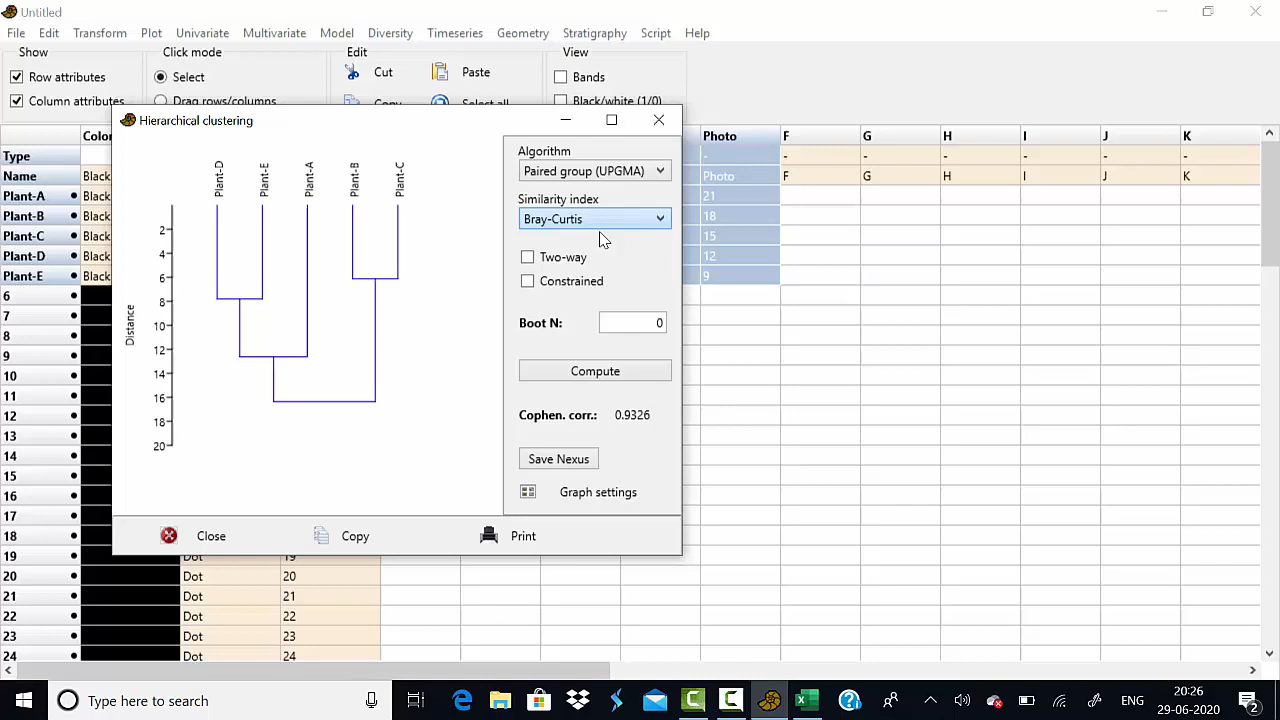 Untitled
File Edit Transform Plot Univariate Multivariate Model Diversity Timeseries Geometry Stratigraphy Script Help
Show Click mode Edit View
Row attributes Select Cut Paste Bands
Column attributes Drag rows/columns Copy Select all Black/white (1/0)
Hierarchical clustering
Color Photo F G H I J K
Type - - - - - - -
Name Black Photo F G H I J K
Plant-A Black 21
Plant-B Black 18
Plant-C Black 15
Plant-D Black 12
Plant-E Black 9
6
7
8
9
10
11
12
13
14
15
16
17
18
19 Dot 19
20 Dot 20
21 Dot 21
22 Dot 22
23 Dot 23
24 Dot 24
Plant-D Plant-E Plant-A Plant-B Plant-C
2
4
6
8
10
12
14
16
18
20
Distance
Algorithm
Paired group (UPGMA)
Similarity index
Bray-Curtis
Two-way
Constrained
Boot N: 0
Compute
Cophen. corr.: 0.9326
Save Nexus
Graph settings
Close Copy Print
Type here to search
ENG
20:26
29-06-2020
2